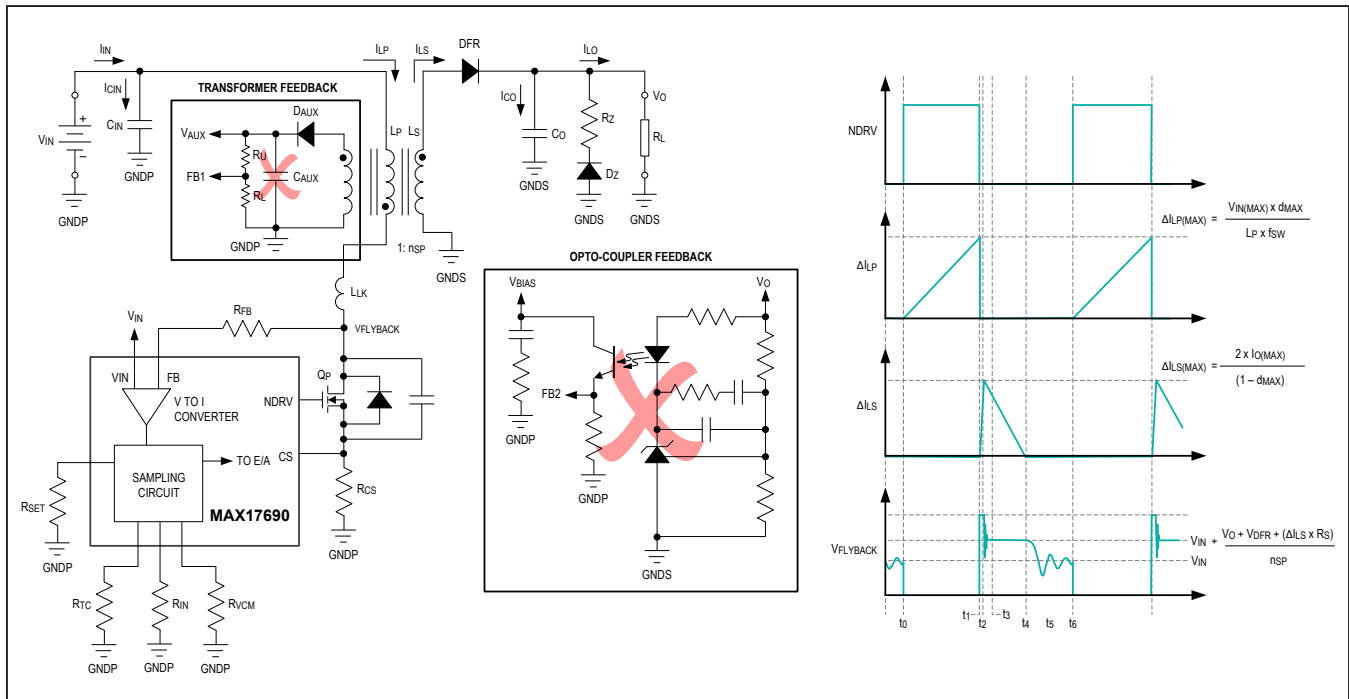 IIN
ICIN
VIN
CIN
GNDP
GNDP
TRANSFORMER FEEDBACK
DAUX
VAUX
RU
FB1
CAUX
RL
GNDP
ILP
ILS
DFR
ILO
ICO
VO
LP LS
CO
RZ
RL
DZ
GNDS
GNDS
GNDS
1: nSP
GNDS
LLK
VFLYBACK
RFB
VIN
VIN
FB
V TO I
CONVERTER
QP
NDRV
TO E/A
CS
SAMPLING
CIRCUIT
MAX17690
RSET
RCS
GNDP
GNDP
RTC
RIN
RVCM
GNDP
GNDP
GNDP
OPTO-COUPLER FEEDBACK
VBIAS
VO
FB2
GNDP
GNDP
GNDS
NDRV
ΔILP(MAX) = VIN(MAX) x dMAX
LP x fSW
ΔILP
ΔILS(MAX) = 2 x IO(MAX)
(1 – dMAX)
ΔILS
VFLYBACK
VIN + VO + VDFR + (ΔILS x RS)
nSP
VIN
t0
t1
t2
t3
t4
t5
t6